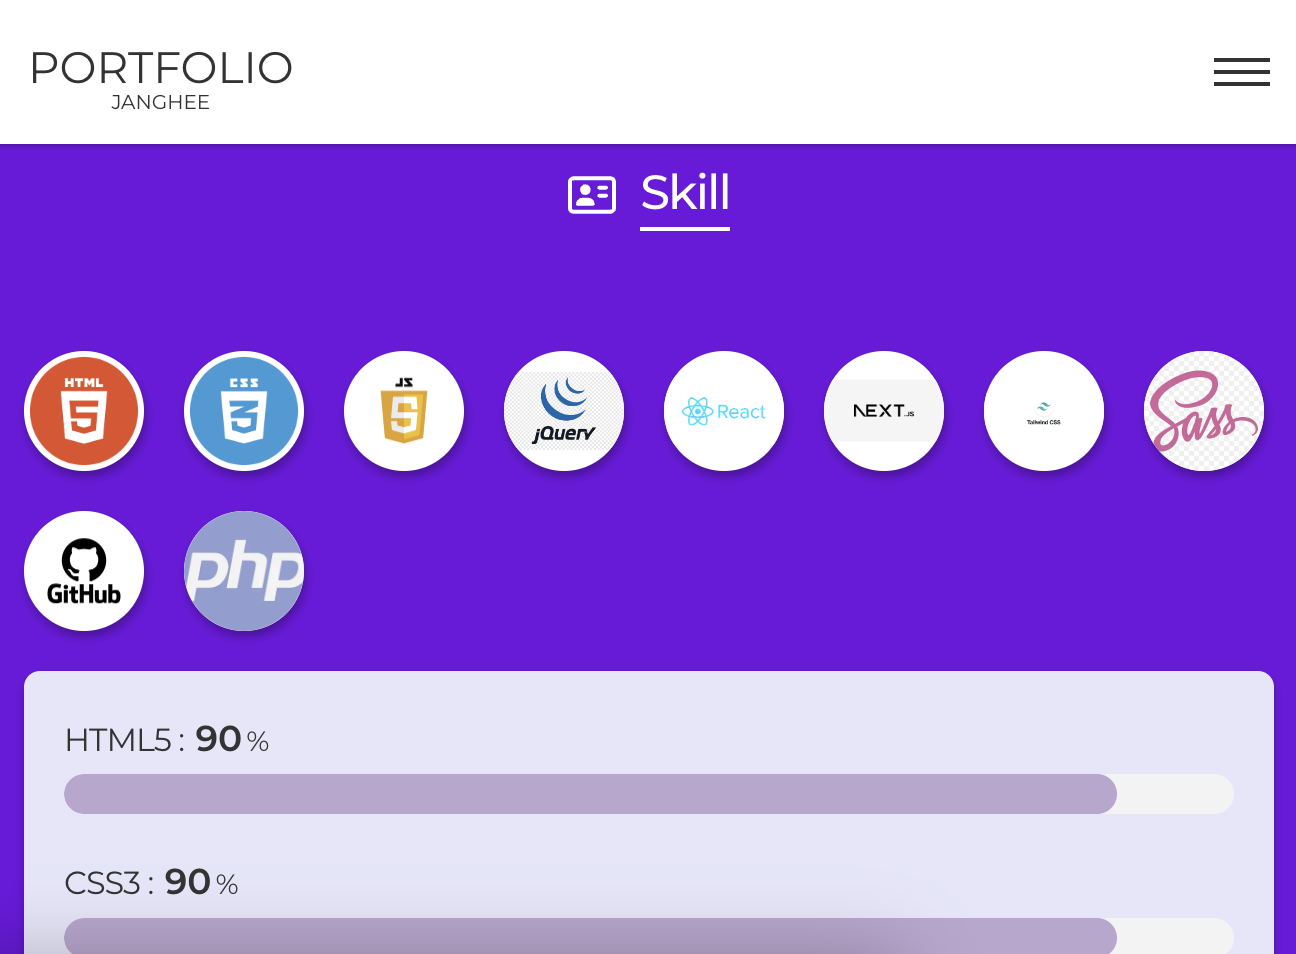 PORTFOLIO
JANGHEE
Skill
HTML
5
CSS
3
JS
5
jQuery
React
NEXT.JS
Tailwind CSS
Sass
GitHub
php
HTML5 : 90 %
CSS3 : 90 %